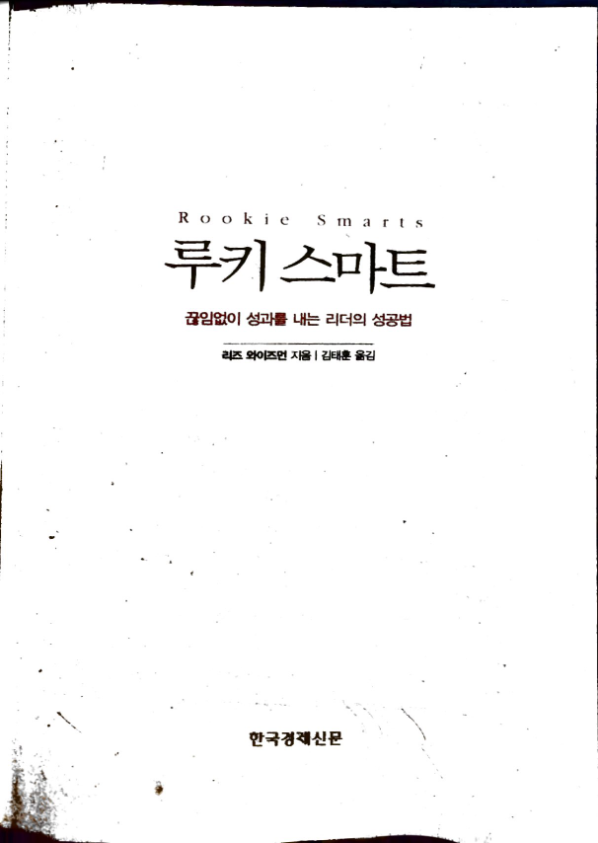 Rookie Smarts
루키 스마트
끊임없이 성과를 내는 리더의 성공법
리즈 와이즈먼 지음 | 김태훈 옮김
한국경제신문